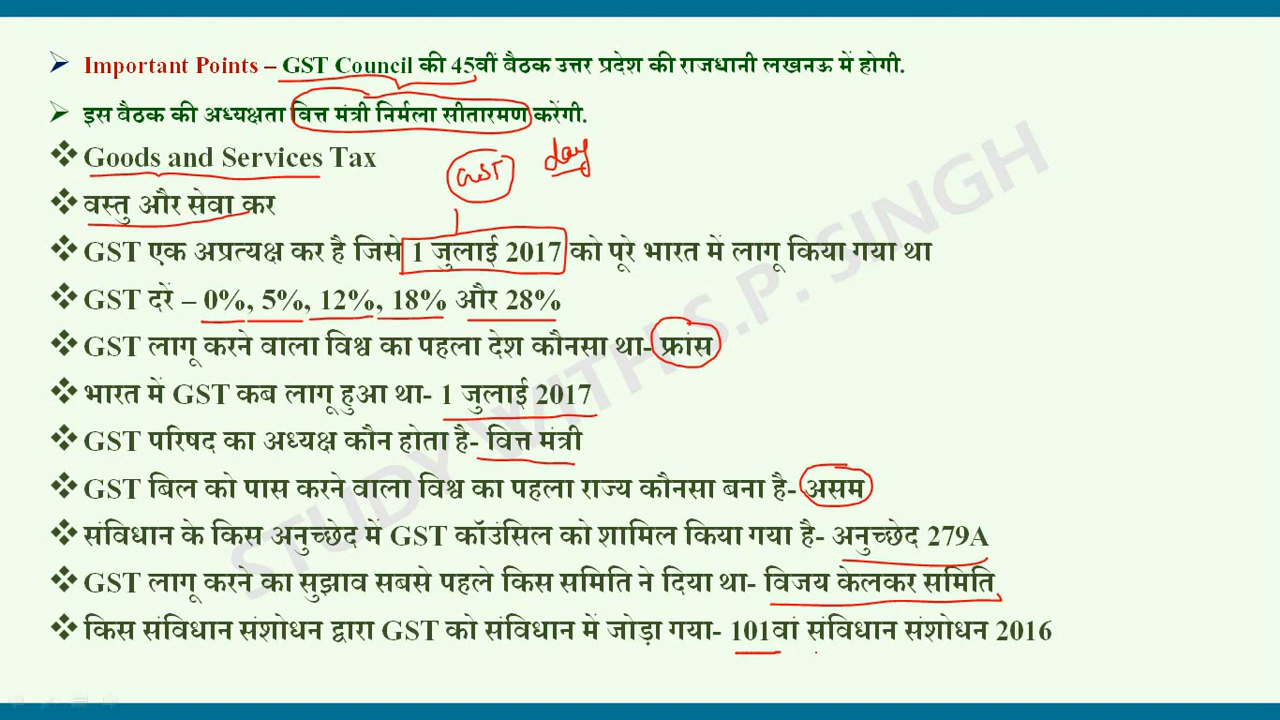 Important Points – GST Council की 45वीं बैठक उत्तर प्रदेश की राजधानी लखनऊ में होगी.
इस बैठक की अध्यक्षता वित्त मंत्री निर्मला सीतारमण करेंगी.
Goods and Services Tax
GST day
वस्तु और सेवा कर
GST एक अप्रत्यक्ष कर है जिसे 1 जुलाई 2017 को पूरे भारत में लागू किया गया था
GST दरें – 0%, 5%, 12%, 18% और 28%
GST लागू करने वाला विश्व का पहला देश कौनसा था- फ्रांस
भारत में GST कब लागू हुआ था- 1 जुलाई 2017
GST परिषद का अध्यक्ष कौन होता है- वित्त मंत्री
GST बिल को पास करने वाला विश्व का पहला राज्य कौनसा बना है- असम
संविधान के किस अनुच्छेद में GST कॉउंसिल को शामिल किया गया है- अनुच्छेद 279A
GST लागू करने का सुझाव सबसे पहले किस समिति ने दिया था- विजय केलकर समिति
किस संविधान संशोधन द्वारा GST को संविधान में जोड़ा गया- 101वां संविधान संशोधन 2016
STUDY WITH S.P. SINGH